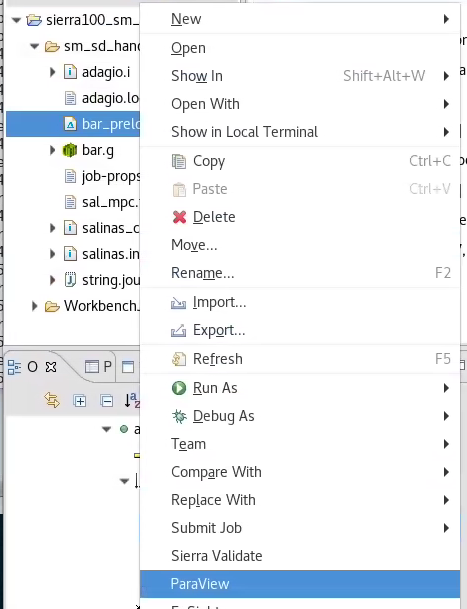 sierra100_sm_
sm_sd_hand
adagio.i
adagio.lo
bar_prelo
bar.g
job-props
sal_mpc.
salinas_c
salinas.in
string.jou
Workbench_
O
P
New
Open
Show In Shift+Alt+W
Open With
Show in Local Terminal
Copy Ctrl+C
Paste Ctrl+V
Delete
Move...
Rename... F2
Import...
Export...
Refresh F5
Run As
Debug As
Team
Compare With
Replace With
Submit Job
Sierra Validate
ParaView